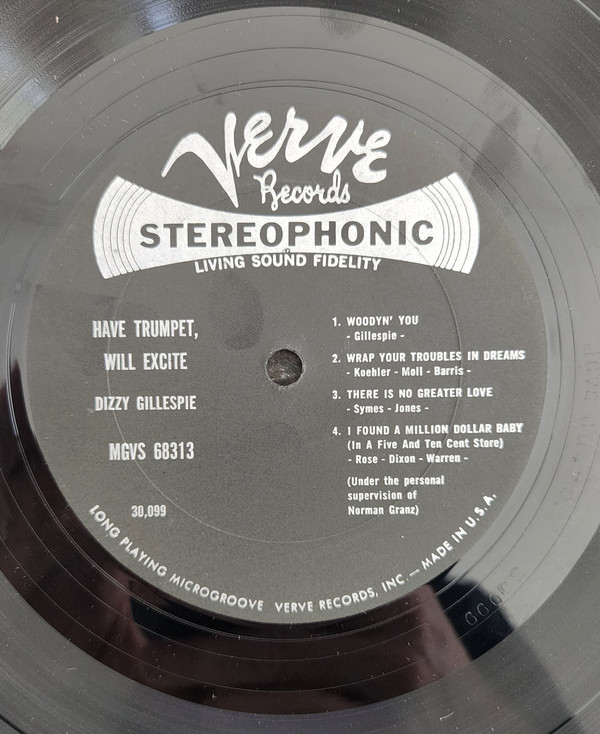 Verve
Records
STEREOPHONIC
LIVING SOUND FIDELITY
HAVE TRUMPET,
WILL EXCITE
DIZZY GILLESPIE
MGVS 68313
30,099
1. WOODYN' YOU
- Gillespie -
2. WRAP YOUR TROUBLES IN DREAMS
- Koehler - Moll - Barris -
3. THERE IS NO GREATER LOVE
- Symes - Jones -
4. I FOUND A MILLION DOLLAR BABY
(In A Five And Ten Cent Store)
- Rose - Dixon - Warren -
(Under the personal
supervision of
Norman Granz)
LONG PLAYING MICROGROOVE VERVE RECORDS, INC. — MADE IN U.S.A.